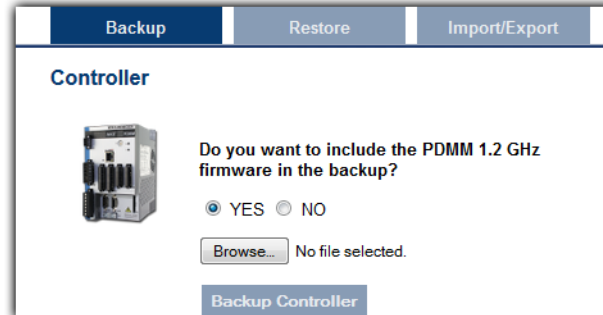 Backup Restore Import/Export
Controller
Do you want to include the PDMM 1.2 GHz
firmware in the backup?
YES NO
Browse... No file selected.
Backup Controller